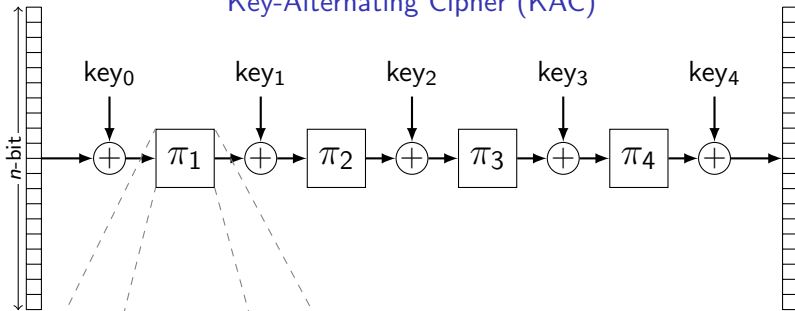 Key-Alternating Cipher (KAC)
key0 key1 key2 key3 key4
n-bit
+ π1 + π2 + π3 + π4 +